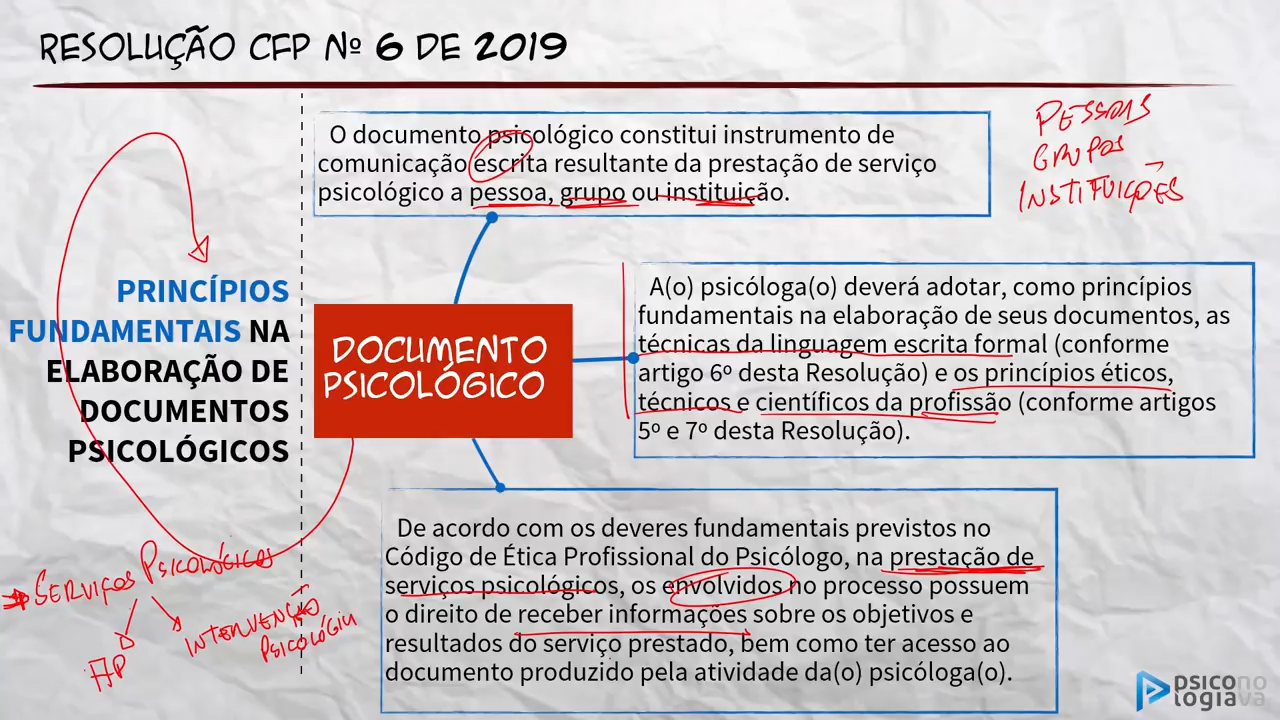 RESOLUÇÃO CFP Nº 6 DE 2019
PRINCÍPIOS
FUNDAMENTAIS NA
ELABORAÇÃO DE
DOCUMENTOS
PSICOLÓGICOS
SERVIÇOS PSICOLÓGICOS
AP
INTERVENÇÃO
PSICOLÓGICA
DOCUMENTO
PSICOLÓGICO
O documento psicológico constitui instrumento de
comunicação escrita resultante da prestação de serviço
psicológico a pessoa, grupo ou instituição.
PESSOAS
GRUPOS
INSTITUIÇÕES
A(o) psicóloga(o) deverá adotar, como princípios
fundamentais na elaboração de seus documentos, as
técnicas da linguagem escrita formal (conforme
artigo 6º desta Resolução) e os princípios éticos,
técnicos e científicos da profissão (conforme artigos
5º e 7º desta Resolução).
De acordo com os deveres fundamentais previstos no
Código de Ética Profissional do Psicólogo, na prestação de
serviços psicológicos, os envolvidos no processo possuem
o direito de receber informações sobre os objetivos e
resultados do serviço prestado, bem como ter acesso ao
documento produzido pela atividade da(o) psicóloga(o).
psicono
logiava